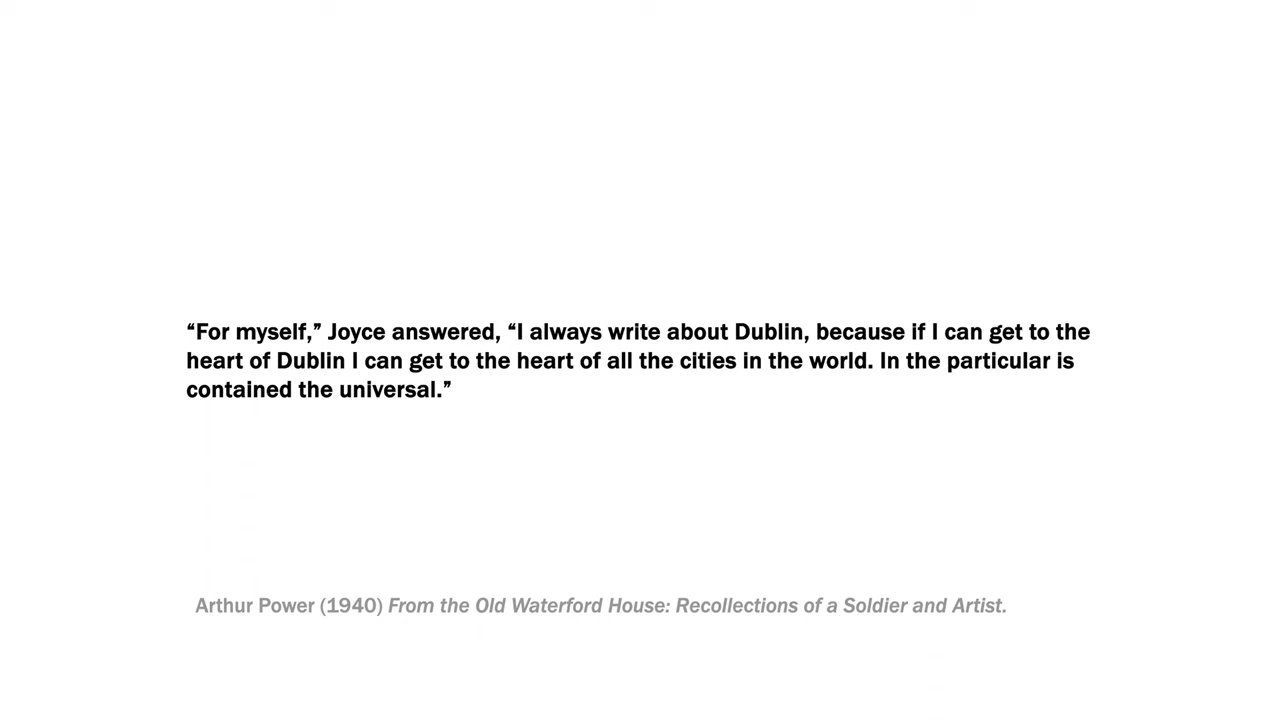 “For myself,” Joyce answered, “I always write about Dublin, because if I can get to the
heart of Dublin I can get to the heart of all the cities in the world. In the particular is
contained the universal.”
Arthur Power (1940) From the Old Waterford House: Recollections of a Soldier and Artist.